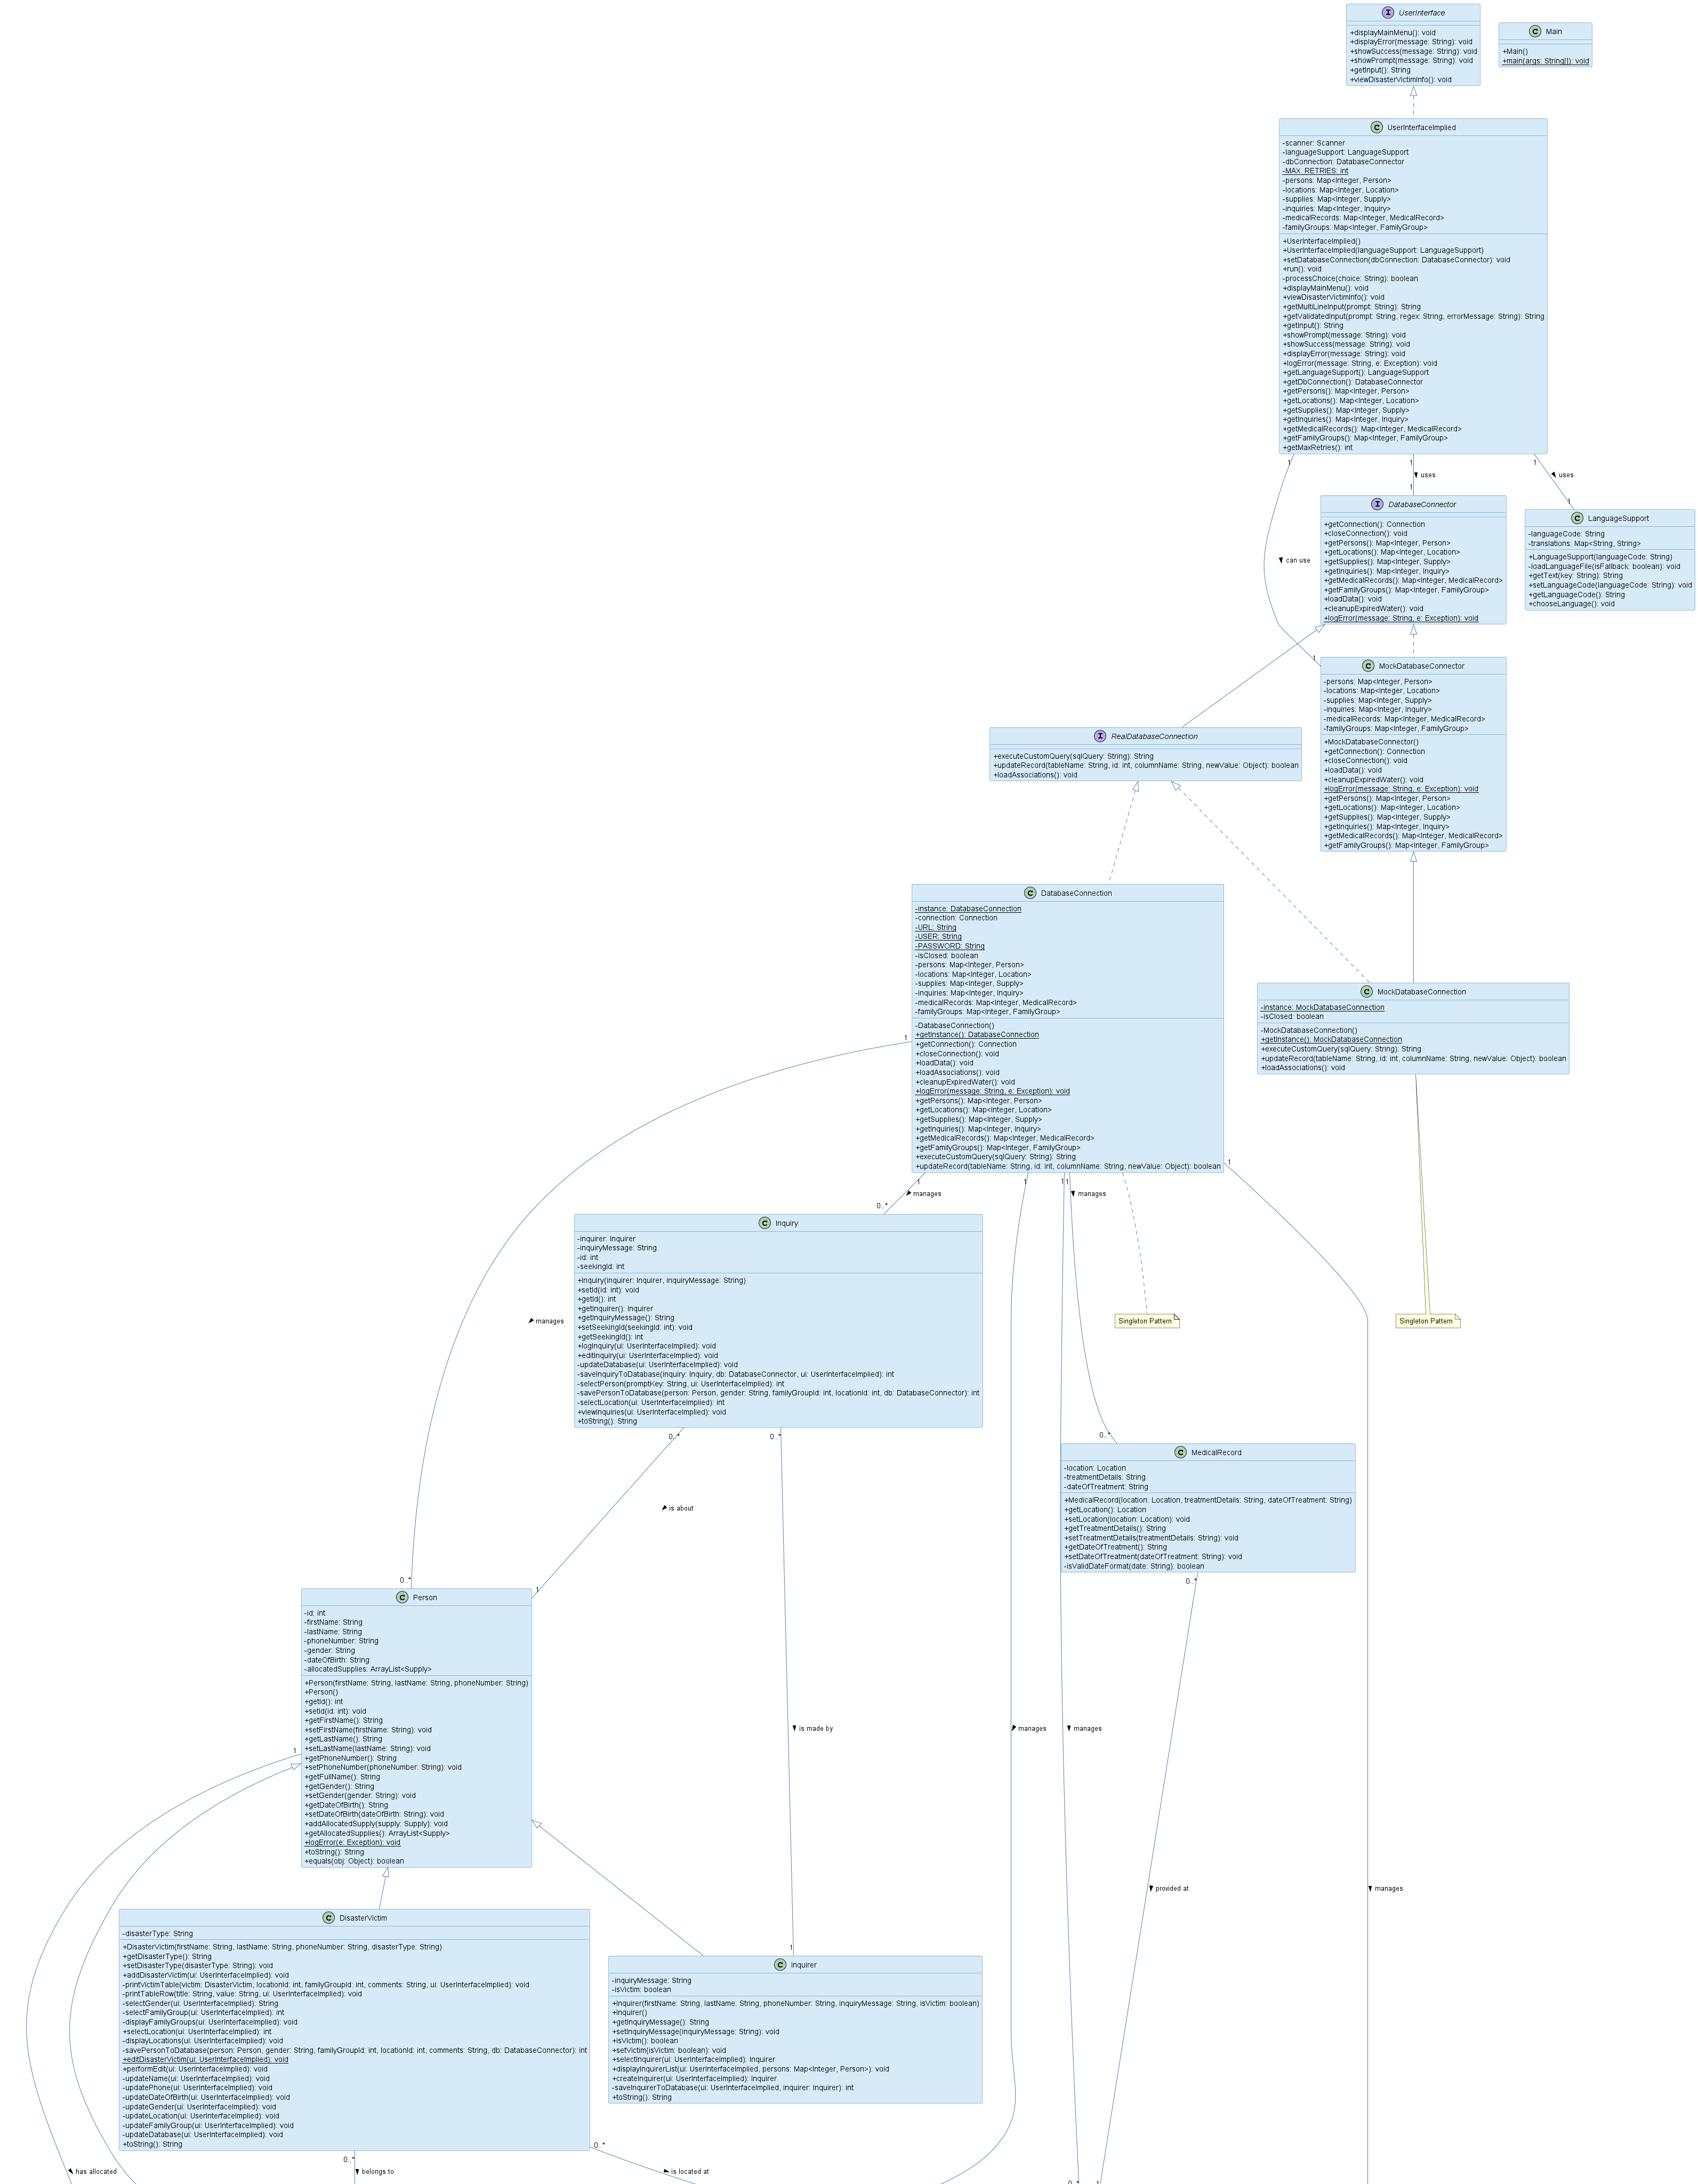 I UserInterface
+displayMainMenu(): void
+displayError(message: String): void
+showSuccess(message: String): void
+showPrompt(message: String): void
+getInput(): String
+viewDisasterVictimInfo(): void
C Main
+Main()
+main(args: String[]): void
C UserInterfaceImplied
-scanner: Scanner
-languageSupport: LanguageSupport
-dbConnection: DatabaseConnector
-MAX_RETRIES: int
-persons: Map<Integer, Person>
-locations: Map<Integer, Location>
-supplies: Map<Integer, Supply>
-inquiries: Map<Integer, Inquiry>
-medicalRecords: Map<Integer, MedicalRecord>
-familyGroups: Map<Integer, FamilyGroup>
+UserInterfaceImplied()
+UserInterfaceImplied(languageSupport: LanguageSupport)
+setDatabaseConnection(dbConnection: DatabaseConnector): void
+run(): void
-processChoice(choice: String): boolean
+displayMainMenu(): void
+viewDisasterVictimInfo(): void
+getMultiLineInput(prompt: String): String
+getValidatedInput(prompt: String, regex: String, errorMessage: String): String
+getInput(): String
+showPrompt(message: String): void
+showSuccess(message: String): void
+displayError(message: String): void
+logError(message: String, e: Exception): void
+getLanguageSupport(): LanguageSupport
+getDbConnection(): DatabaseConnector
+getPersons(): Map<Integer, Person>
+getLocations(): Map<Integer, Location>
+getSupplies(): Map<Integer, Supply>
+getInquiries(): Map<Integer, Inquiry>
+getMedicalRecords(): Map<Integer, MedicalRecord>
+getFamilyGroups(): Map<Integer, FamilyGroup>
+getMaxRetries(): int
1
1
1
uses
uses
1
1
can use
1
I DatabaseConnector
+getConnection(): Connection
+closeConnection(): void
+getPersons(): Map<Integer, Person>
+getLocations(): Map<Integer, Location>
+getSupplies(): Map<Integer, Supply>
+getInquiries(): Map<Integer, Inquiry>
+getMedicalRecords(): Map<Integer, MedicalRecord>
+getFamilyGroups(): Map<Integer, FamilyGroup>
+loadData(): void
+cleanupExpiredWater(): void
+logError(message: String, e: Exception): void
C LanguageSupport
-languageCode: String
-translations: Map<String, String>
+LanguageSupport(languageCode: String)
-loadLanguageFile(isFallback: boolean): void
+getText(key: String): String
+setLanguageCode(languageCode: String): void
+getLanguageCode(): String
+chooseLanguage(): void
C MockDatabaseConnector
-persons: Map<Integer, Person>
-locations: Map<Integer, Location>
-supplies: Map<Integer, Supply>
-inquiries: Map<Integer, Inquiry>
-medicalRecords: Map<Integer, MedicalRecord>
-familyGroups: Map<Integer, FamilyGroup>
+MockDatabaseConnector()
+getConnection(): Connection
+closeConnection(): void
+loadData(): void
+cleanupExpiredWater(): void
+logError(message: String, e: Exception): void
+getPersons(): Map<Integer, Person>
+getLocations(): Map<Integer, Location>
+getSupplies(): Map<Integer, Supply>
+getInquiries(): Map<Integer, Inquiry>
+getMedicalRecords(): Map<Integer, MedicalRecord>
+getFamilyGroups(): Map<Integer, FamilyGroup>
I RealDatabaseConnection
+executeCustomQuery(sqlQuery: String): String
+updateRecord(tableName: String, id: int, columnName: String, newValue: Object): boolean
+loadAssociations(): void
C DatabaseConnection
-instance: DatabaseConnection
-connection: Connection
-URL: String
-USER: String
-PASSWORD: String
-isClosed: boolean
-persons: Map<Integer, Person>
-locations: Map<Integer, Location>
-supplies: Map<Integer, Supply>
-inquiries: Map<Integer, Inquiry>
-medicalRecords: Map<Integer, MedicalRecord>
-familyGroups: Map<Integer, FamilyGroup>
-DatabaseConnection()
+getInstance(): DatabaseConnection
+getConnection(): Connection
+closeConnection(): void
+loadData(): void
+loadAssociations(): void
+cleanupExpiredWater(): void
+logError(message: String, e: Exception): void
+getPersons(): Map<Integer, Person>
+getLocations(): Map<Integer, Location>
+getSupplies(): Map<Integer, Supply>
+getInquiries(): Map<Integer, Inquiry>
+getMedicalRecords(): Map<Integer, MedicalRecord>
+getFamilyGroups(): Map<Integer, FamilyGroup>
+executeCustomQuery(sqlQuery: String): String
+updateRecord(tableName: String, id: int, columnName: String, newValue: Object): boolean
C MockDatabaseConnection
-instance: MockDatabaseConnection
-isClosed: boolean
-MockDatabaseConnection()
+getInstance(): MockDatabaseConnection
+executeCustomQuery(sqlQuery: String): String
+updateRecord(tableName: String, id: int, columnName: String, newValue: Object): boolean
+loadAssociations(): void
1
1
1
1
1
1
manages
manages
0..*
C Inquiry
-inquirer: Inquirer
-inquiryMessage: String
-id: int
-seekingId: int
+Inquiry(inquirer: Inquirer, inquiryMessage: String)
+setId(id: int): void
+getId(): int
+getInquirer(): Inquirer
+getInquiryMessage(): String
+setSeekingId(seekingId: int): void
+getSeekingId(): int
+logInquiry(ui: UserInterfaceImplied): void
+editInquiry(ui: UserInterfaceImplied): void
-updateDatabase(ui: UserInterfaceImplied): void
-saveInquiryToDatabase(inquiry: Inquiry, db: DatabaseConnector, ui: UserInterfaceImplied): int
-selectPerson(promptKey: String, ui: UserInterfaceImplied): int
-savePersonToDatabase(person: Person, gender: String, familyGroupId: int, locationId: int, db: DatabaseConnector): int
-selectLocation(ui: UserInterfaceImplied): int
+viewInquiries(ui: UserInterfaceImplied): void
+toString(): String
manages
Singleton Pattern
Singleton Pattern
0..*
0..*
0..*
C MedicalRecord
-location: Location
-treatmentDetails: String
-dateOfTreatment: String
+MedicalRecord(location: Location, treatmentDetails: String, dateOfTreatment: String)
+getLocation(): Location
+setLocation(location: Location): void
+getTreatmentDetails(): String
+setTreatmentDetails(treatmentDetails: String): void
+getDateOfTreatment(): String
+setDateOfTreatment(dateOfTreatment: String): void
-isValidDateFormat(date: String): boolean
is about
0..*
0..*
1
C Person
-id: int
-firstName: String
-lastName: String
-phoneNumber: String
-gender: String
-dateOfBirth: String
-allocatedSupplies: ArrayList<Supply>
+Person(firstName: String, lastName: String, phoneNumber: String)
+Person()
+getId(): int
+setId(id: int): void
+getFirstName(): String
+setFirstName(firstName: String): void
+getLastName(): String
+setLastName(lastName: String): void
+getPhoneNumber(): String
+setPhoneNumber(phoneNumber: String): void
+getFullName(): String
+getGender(): String
+setGender(gender: String): void
+getDateOfBirth(): String
+setDateOfBirth(dateOfBirth: String): void
+addAllocatedSupply(supply: Supply): void
+getAllocatedSupplies(): ArrayList<Supply>
+logError(e: Exception): void
+toString(): String
+equals(obj: Object): boolean
1
is made by
manages
manages
provided at
manages
C DisasterVictim
-disasterType: String
+DisasterVictim(firstName: String, lastName: String, phoneNumber: String, disasterType: String)
+getDisasterType(): String
+setDisasterType(disasterType: String): void
+addDisasterVictim(ui: UserInterfaceImplied): void
-printVictimTable(victim: DisasterVictim, locationId: int, familyGroupId: int, comments: String, ui: UserInterfaceImplied): void
-printTableRow(title: String, value: String, ui: UserInterfaceImplied): void
-selectGender(ui: UserInterfaceImplied): String
-selectFamilyGroup(ui: UserInterfaceImplied): int
-displayFamilyGroups(ui: UserInterfaceImplied): void
+selectLocation(ui: UserInterfaceImplied): int
-displayLocations(ui: UserInterfaceImplied): void
-savePersonToDatabase(person: Person, gender: String, familyGroupId: int, locationId: int, comments: String, db: DatabaseConnector): int
+editDisasterVictim(ui: UserInterfaceImplied): void
+performEdit(ui: UserInterfaceImplied): void
-updateName(ui: UserInterfaceImplied): void
-updatePhone(ui: UserInterfaceImplied): void
-updateDateOfBirth(ui: UserInterfaceImplied): void
-updateGender(ui: UserInterfaceImplied): void
-updateLocation(ui: UserInterfaceImplied): void
-updateFamilyGroup(ui: UserInterfaceImplied): void
-updateDatabase(ui: UserInterfaceImplied): void
+toString(): String
1
C Inquirer
-inquiryMessage: String
-isVictim: boolean
+Inquirer(firstName: String, lastName: String, phoneNumber: String, inquiryMessage: String, isVictim: boolean)
+Inquirer()
+getInquiryMessage(): String
+setInquiryMessage(inquiryMessage: String): void
+isVictim(): boolean
+setVictim(isVictim: boolean): void
+selectInquirer(ui: UserInterfaceImplied): Inquirer
+displayInquirerList(ui: UserInterfaceImplied, persons: Map<Integer, Person>): void
+createInquirer(ui: UserInterfaceImplied): Inquirer
-saveInquirerToDatabase(ui: UserInterfaceImplied, inquirer: Inquirer): int
+toString(): String
0..*
0..*
has allocated
belongs to
is located at
0..*
1